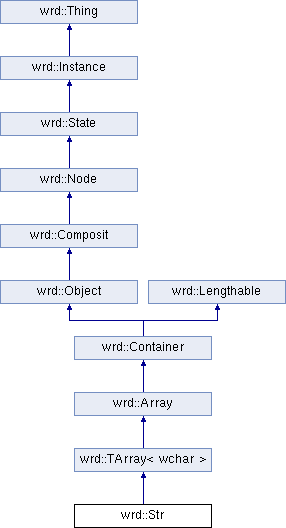 wrd::Thing
wrd::Instance
wrd::State
wrd::Node
wrd::Composit
wrd::Object
wrd::Lengthable
wrd::Container
wrd::Array
wrd::TArray< wchar >
wrd::Str